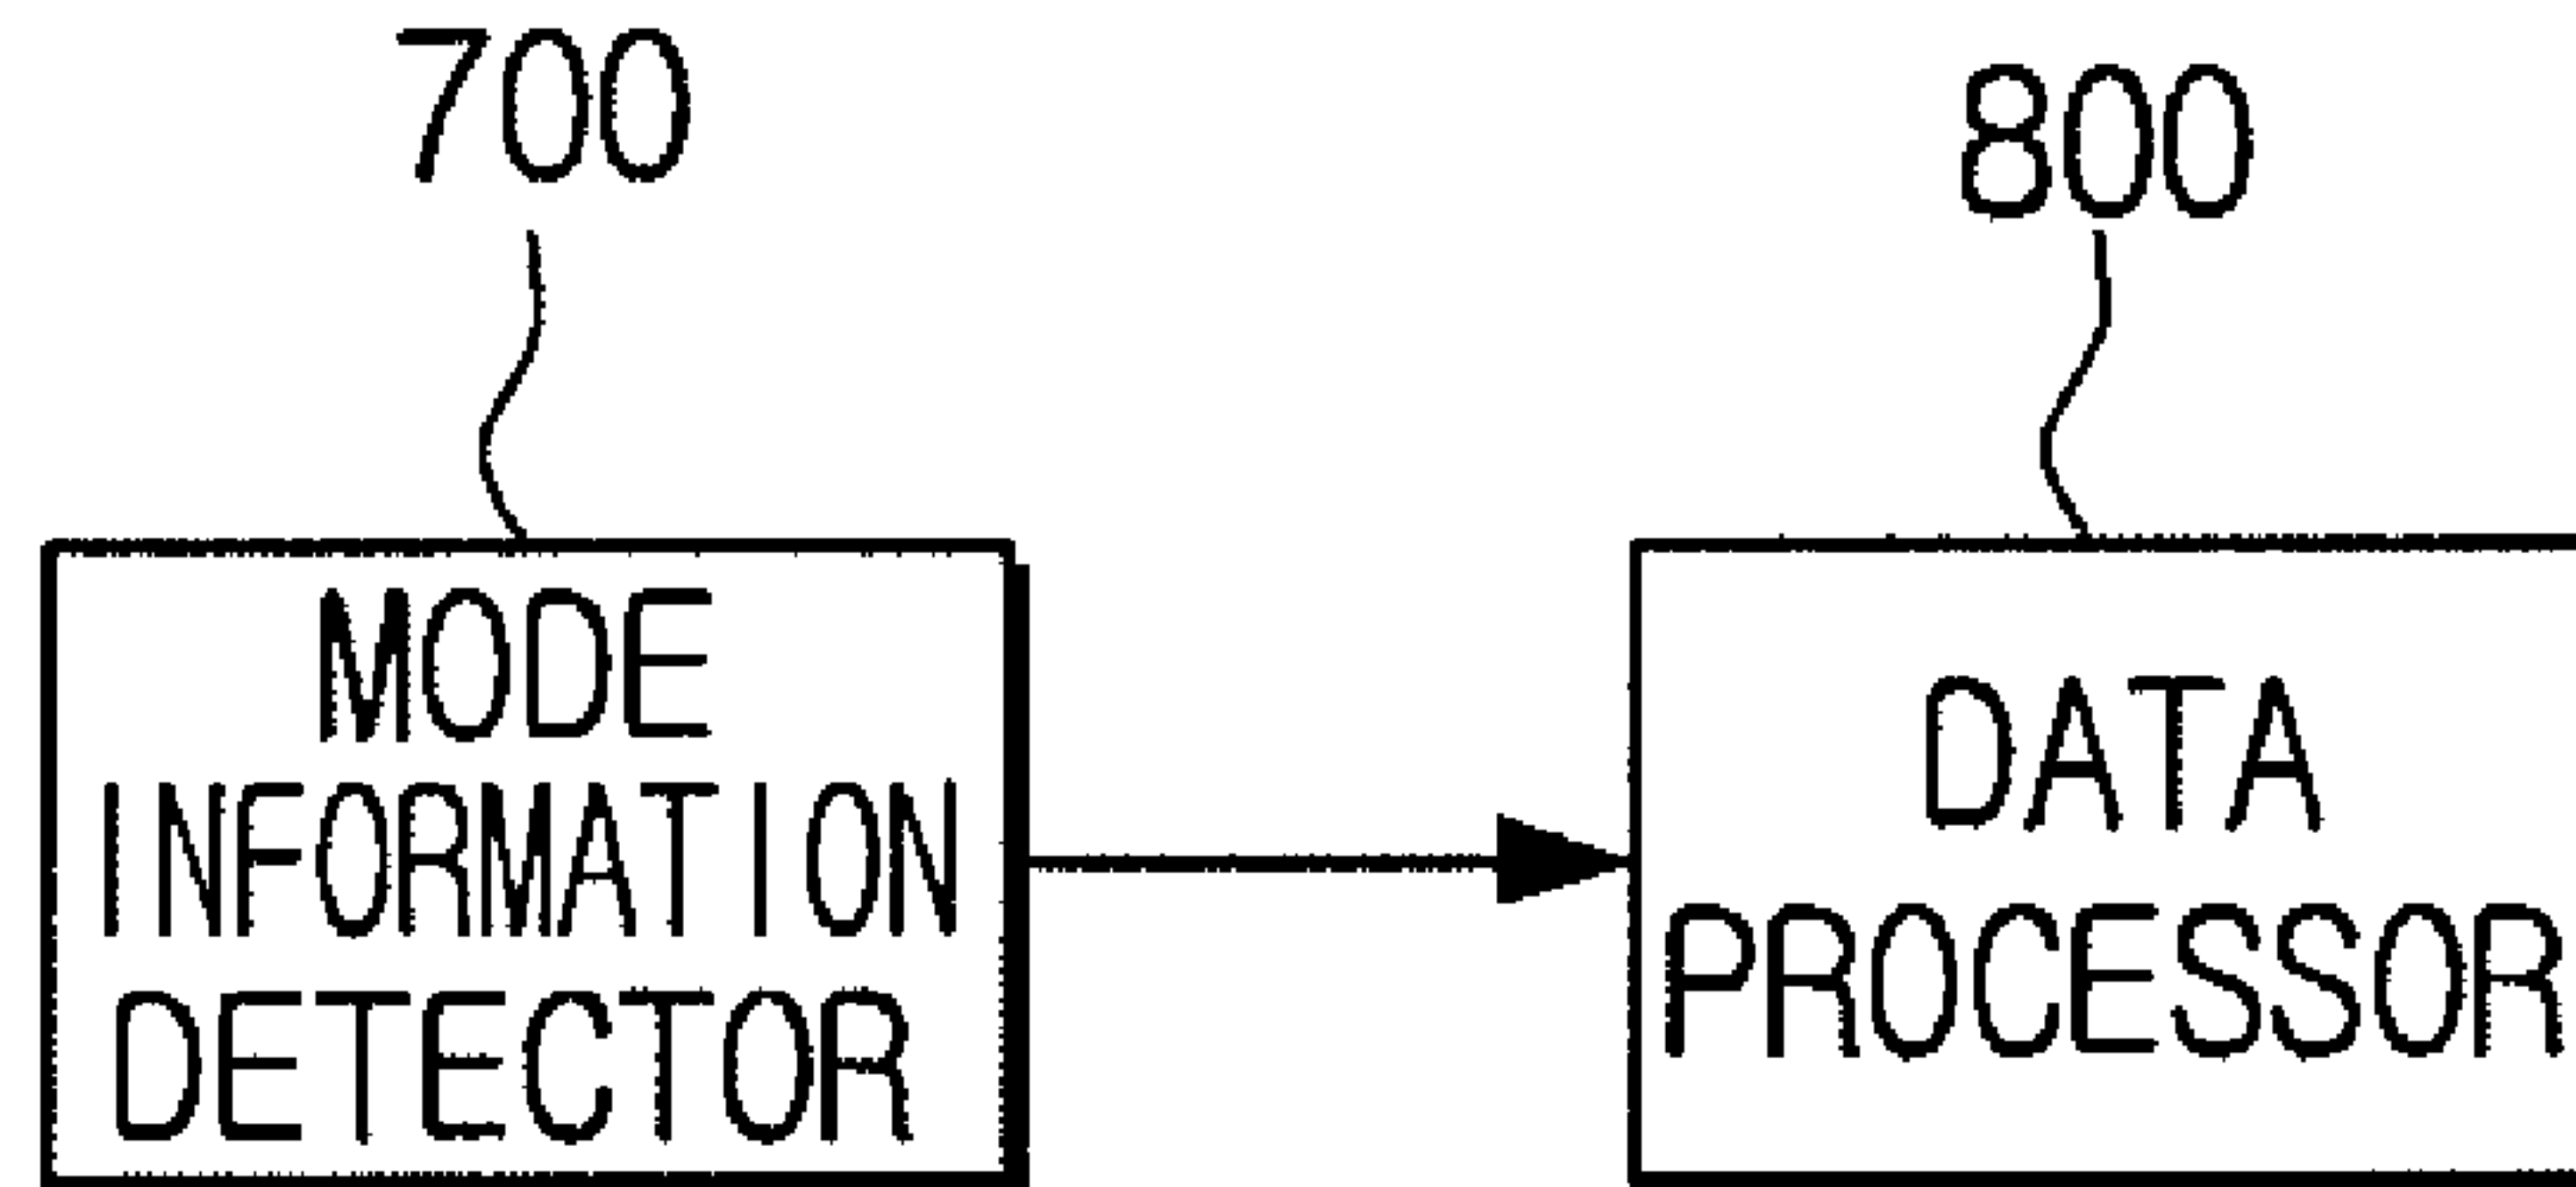 700
800
MODE
INFORMATION
DETECTOR
DATA
PROCESSOR